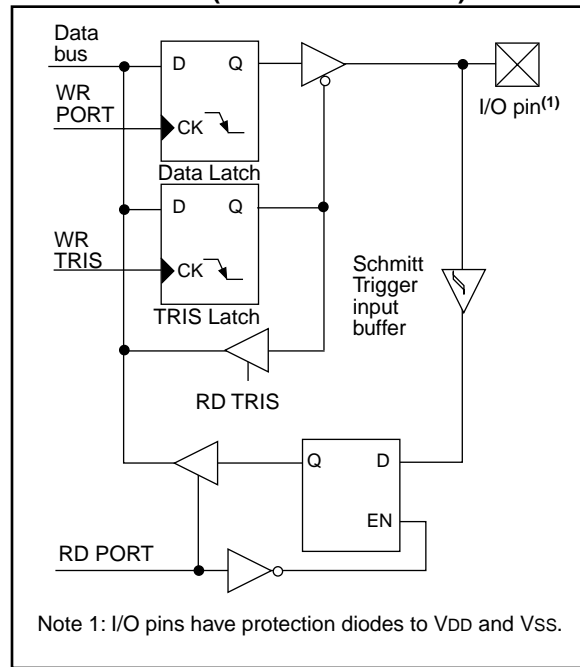 Data
bus
D Q
WR
PORT
CK
Data Latch
I/O pin(1)
D Q
WR
TRIS
CK
TRIS Latch
Schmitt
Trigger
input
buffer
RD TRIS
Q D
EN
RD PORT
Note 1: I/O pins have protection diodes to VDD and VSS.